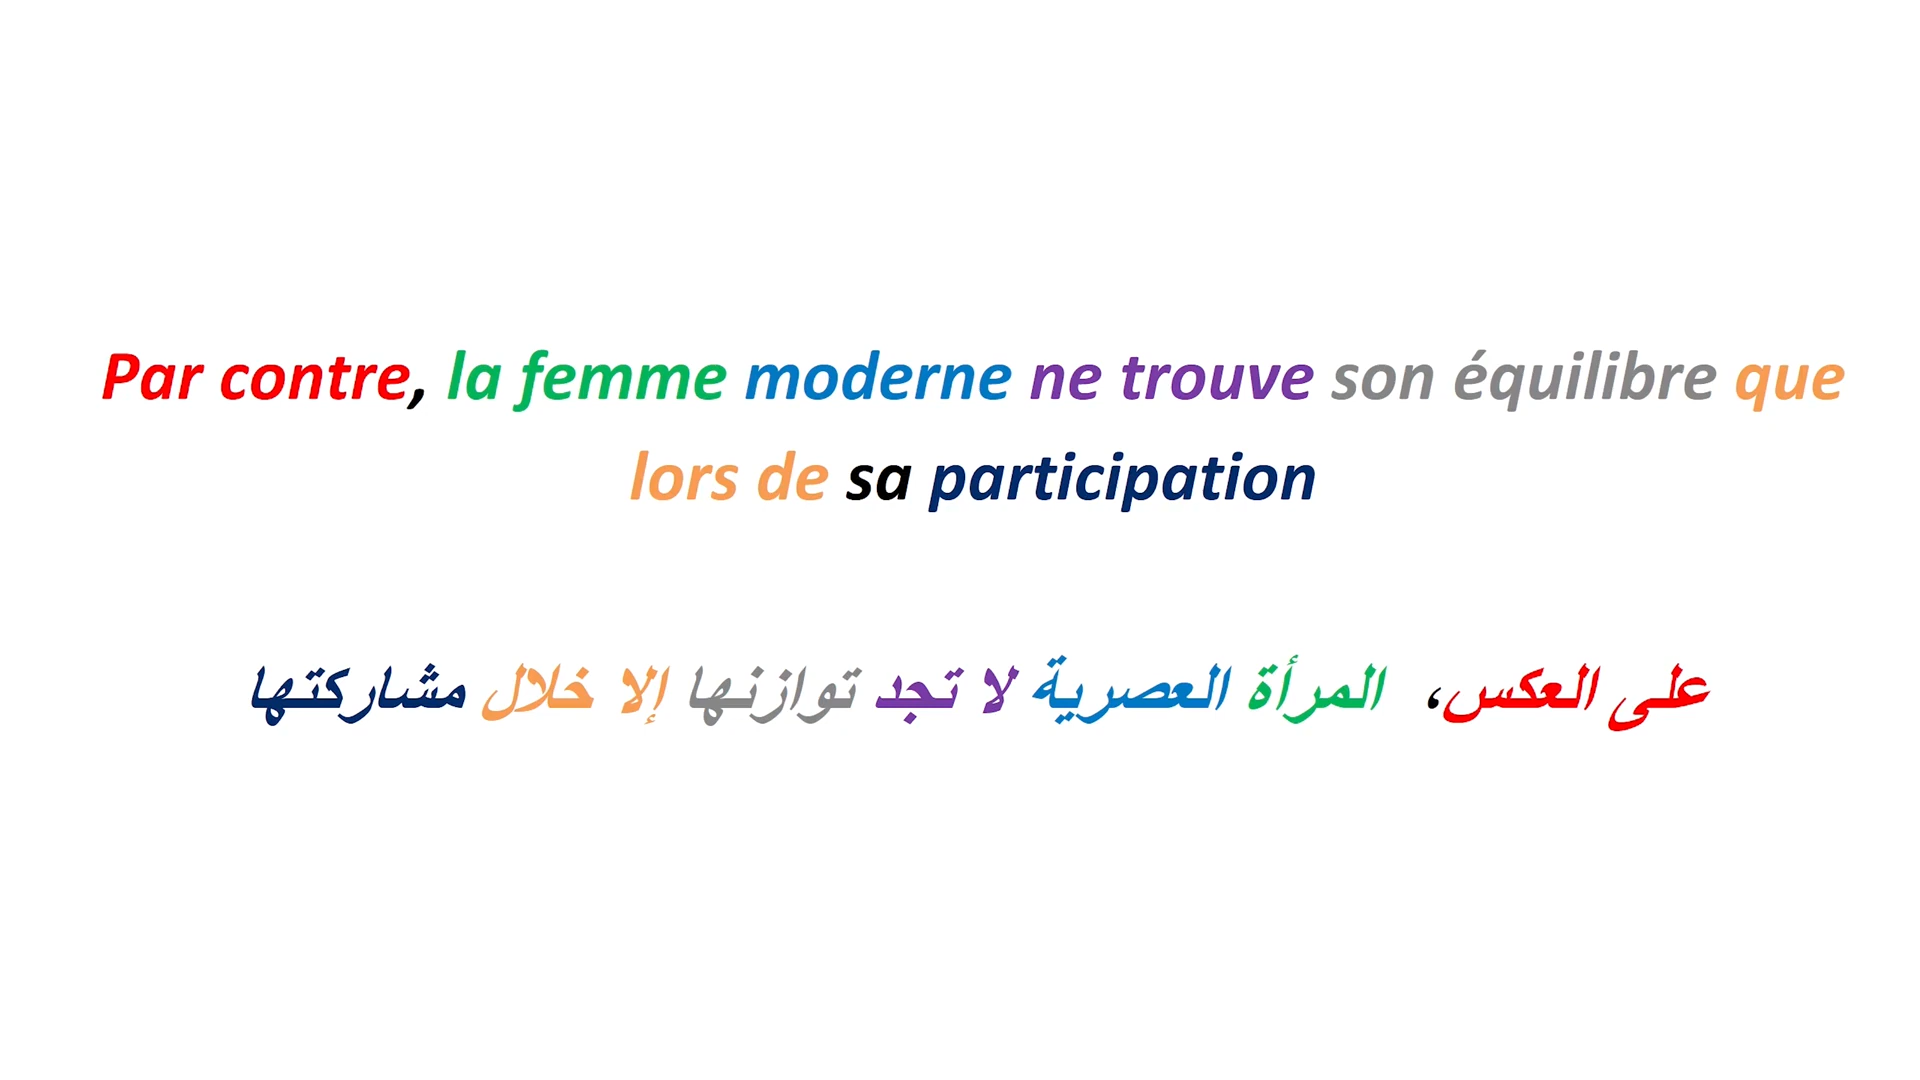 Par contre, la femme moderne ne trouve son équilibre que
lors de sa participation
على العكس، المرأة العصرية لا تجد توازنها إلا خلال مشاركتها